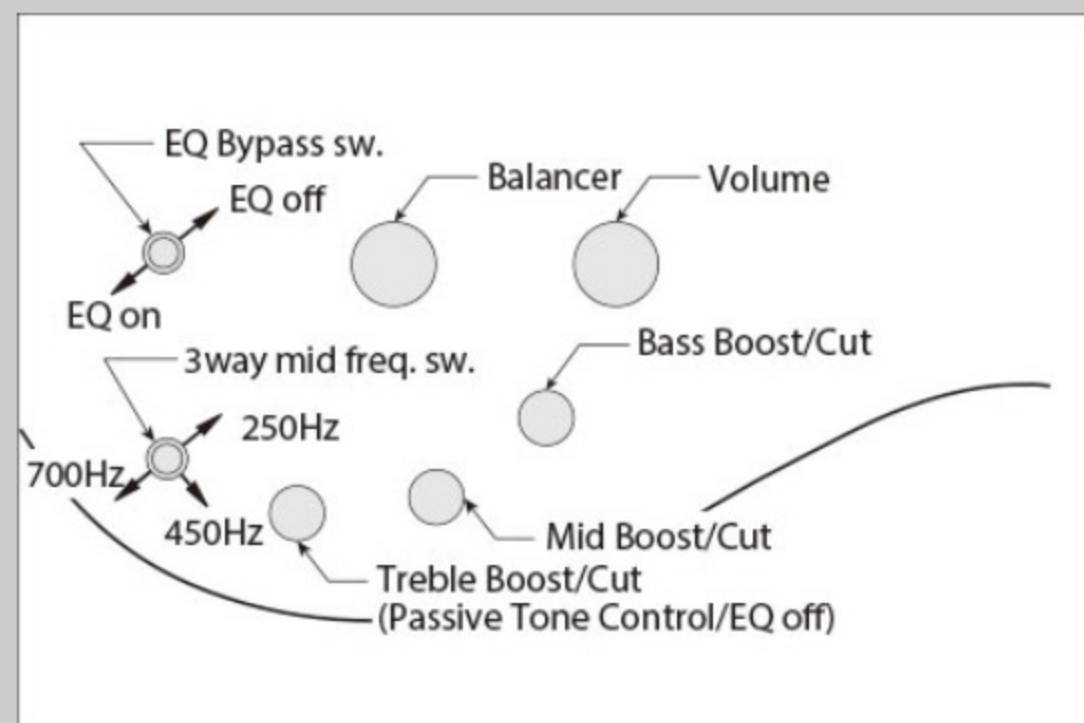 EQ Bypass sw.
EQ off
EQ on
Balancer
Volume
Bass Boost/Cut
3way mid freq. sw.
250Hz
700Hz
450Hz
Mid Boost/Cut
Treble Boost/Cut
(Passive Tone Control/EQ off)